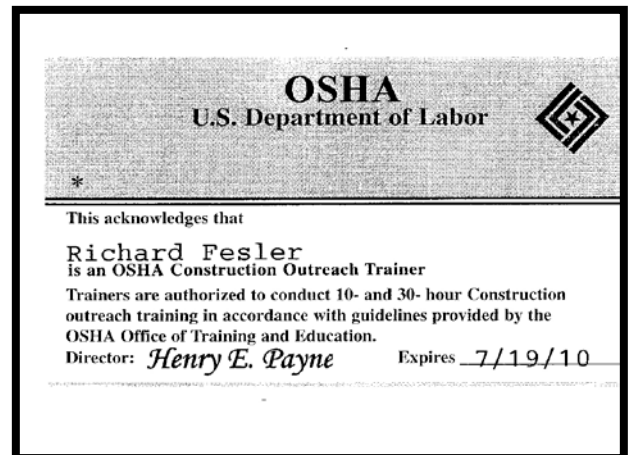 OSHA
U.S. Department of Labor
*
This acknowledges that
Richard Fesler
is an OSHA Construction Outreach Trainer
Trainers are authorized to conduct 10- and 30- hour Construction
outreach training in accordance with guidelines provided by the
OSHA Office of Training and Education.
Director: Henry E. Payne Expires 7/19/10